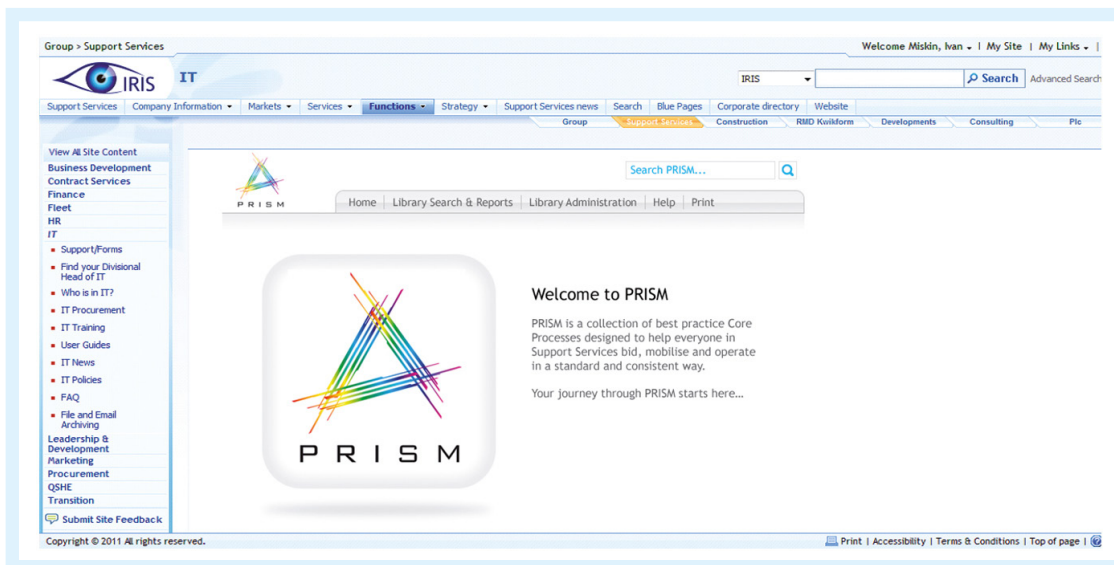 Group > Support Services
Welcome Miskin, Ivan | My Site | My Links |
IRIS
IT
IRIS
Search
Advanced Search
Support Services Company Information Markets Services Functions Strategy Support Services news Search Blue Pages Corporate directory Website
Group Support Services Construction RMD Kwikform Developments Consulting Plc
View All Site Content
Business Development
Contract Services
Finance
Fleet
HR
IT
Support/Forms
Find your Divisional
Head of IT
Who is in IT?
IT Procurement
IT Training
User Guides
IT News
IT Policies
FAQ
File and Email
Archiving
Leadership &
Development
Marketing
Procurement
QSHE
Transition
Submit Site Feedback
PRISM
Search PRISM...
Home | Library Search & Reports | Library Administration | Help | Print
PRISM
Welcome to PRISM
PRISM is a collection of best practice Core
Processes designed to help everyone in
Support Services bid, mobilise and operate
in a standard and consistent way.
Your journey through PRISM starts here...
Copyright © 2011 All rights reserved.
Print | Accessibility | Terms & Conditions | Top of page |